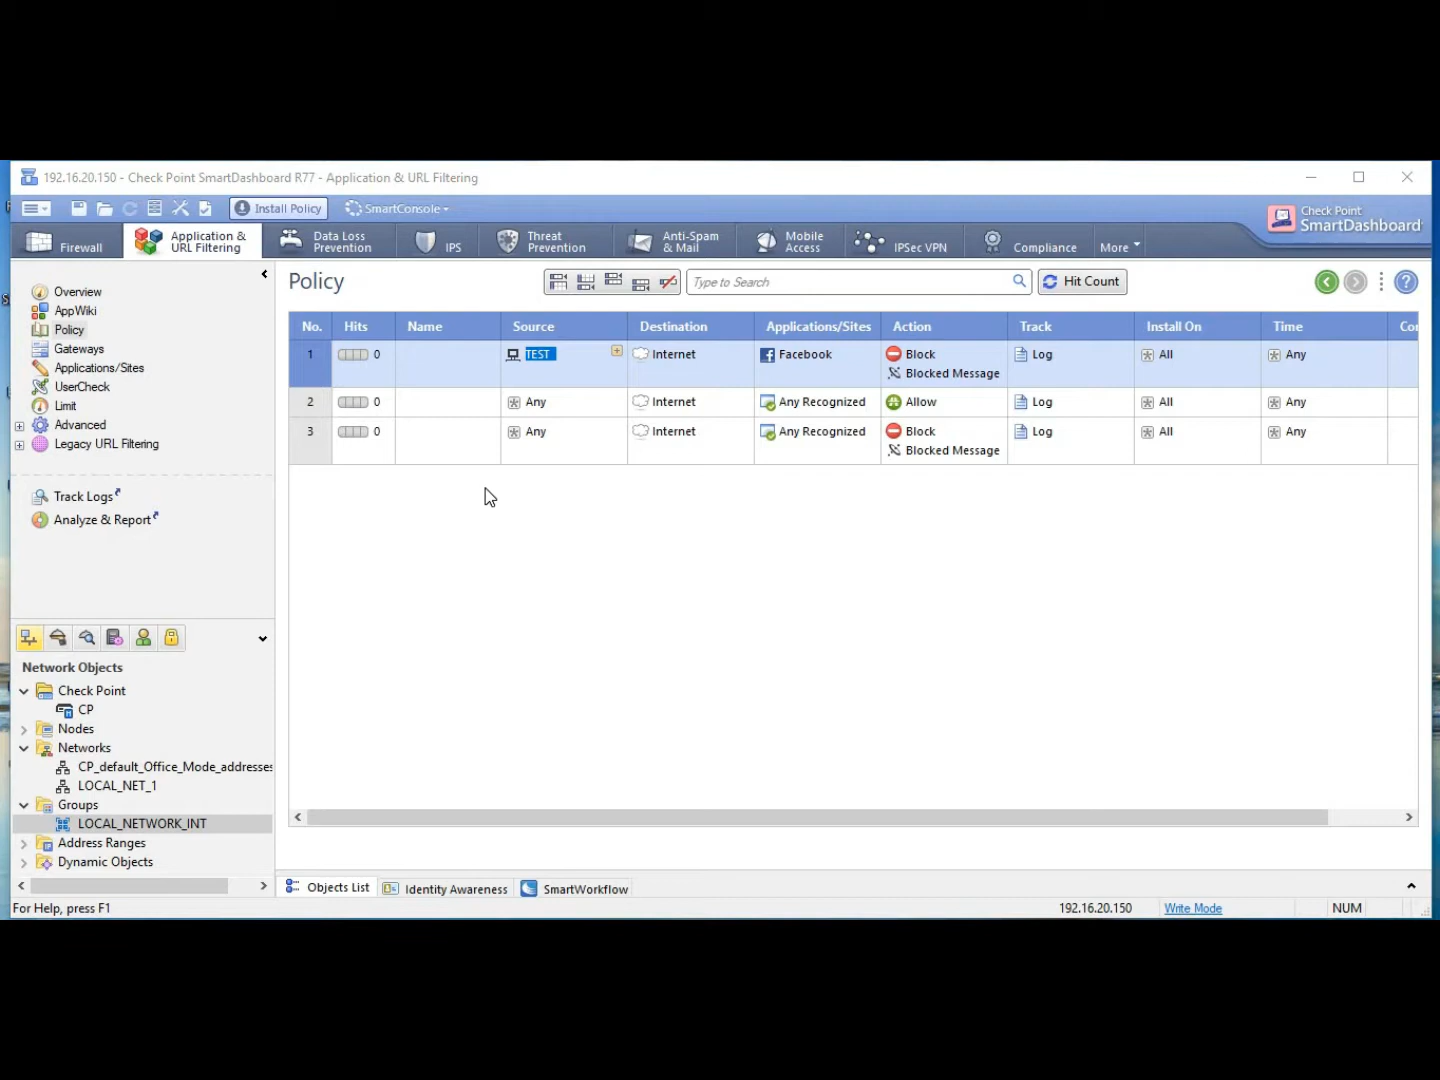 192.16.20.150 - Check Point SmartDashboard R77 - Application & URL Filtering
Install Policy
SmartConsole
Check Point
SmartDashboard
Firewall
Application &
URL Filtering
Data Loss
Prevention
IPS
Threat
Prevention
Anti-Spam
& Mail
Mobile
Access
IPSec VPN
Compliance
More
Overview
AppWiki
Policy
Gateways
Applications/Sites
UserCheck
Limit
Advanced
Legacy URL Filtering
Track Logs
Analyze & Report
Network Objects
Check Point
CP
Nodes
Networks
CP_default_Office_Mode_addresses
LOCAL_NET_1
Groups
LOCAL_NETWORK_INT
Address Ranges
Dynamic Objects
Policy
Type to Search
Hit Count
No. Hits Name Source Destination Applications/Sites Action Track Install On Time Co
1 0 TEST Internet Facebook Block Log All Any
Blocked Message
2 0 Any Internet Any Recognized Allow Log All Any
3 0 Any Internet Any Recognized Block Log All Any
Blocked Message
Objects List
Identity Awareness
SmartWorkflow
For Help, press F1
192.16.20.150
Write Mode
NUM